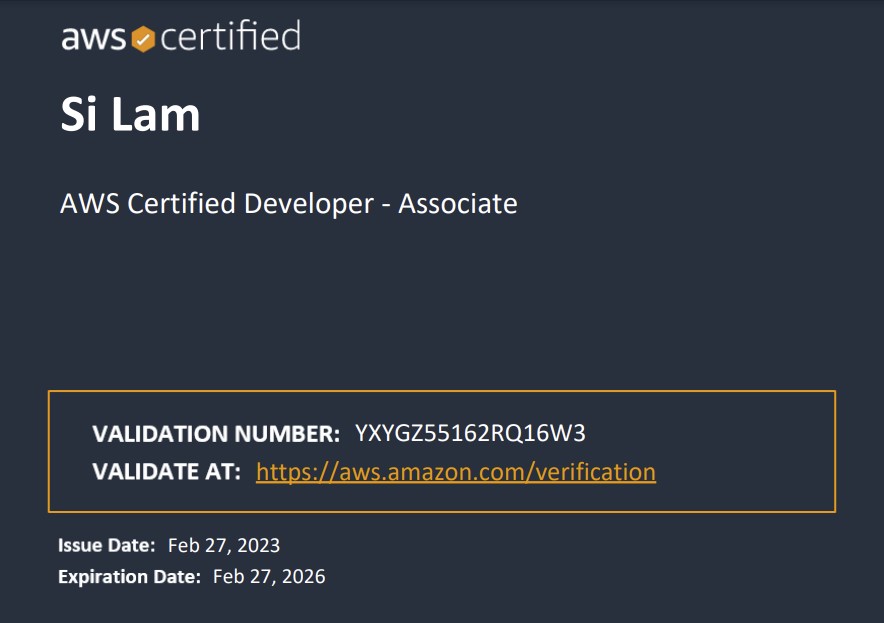 aws certified
Si Lam
AWS Certified Developer - Associate
VALIDATION NUMBER: YXYGZ55162RQ16W3
VALIDATE AT: https://aws.amazon.com/verification
Issue Date: Feb 27, 2023
Expiration Date: Feb 27, 2026